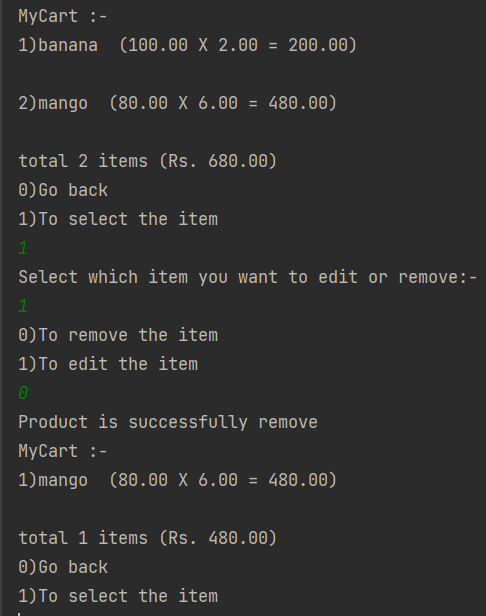 MyCart :-
1)banana  (100.00 X 2.00 = 200.00)
2)mango  (80.00 X 6.00 = 480.00)
total 2 items (Rs. 680.00)
0)Go back
1)To select the item
1
Select which item you want to edit or remove:-
1
0)To remove the item
1)To edit the item
0
Product is successfully remove
MyCart :-
1)mango  (80.00 X 6.00 = 480.00)
total 1 items (Rs. 480.00)
0)Go back
1)To select the item